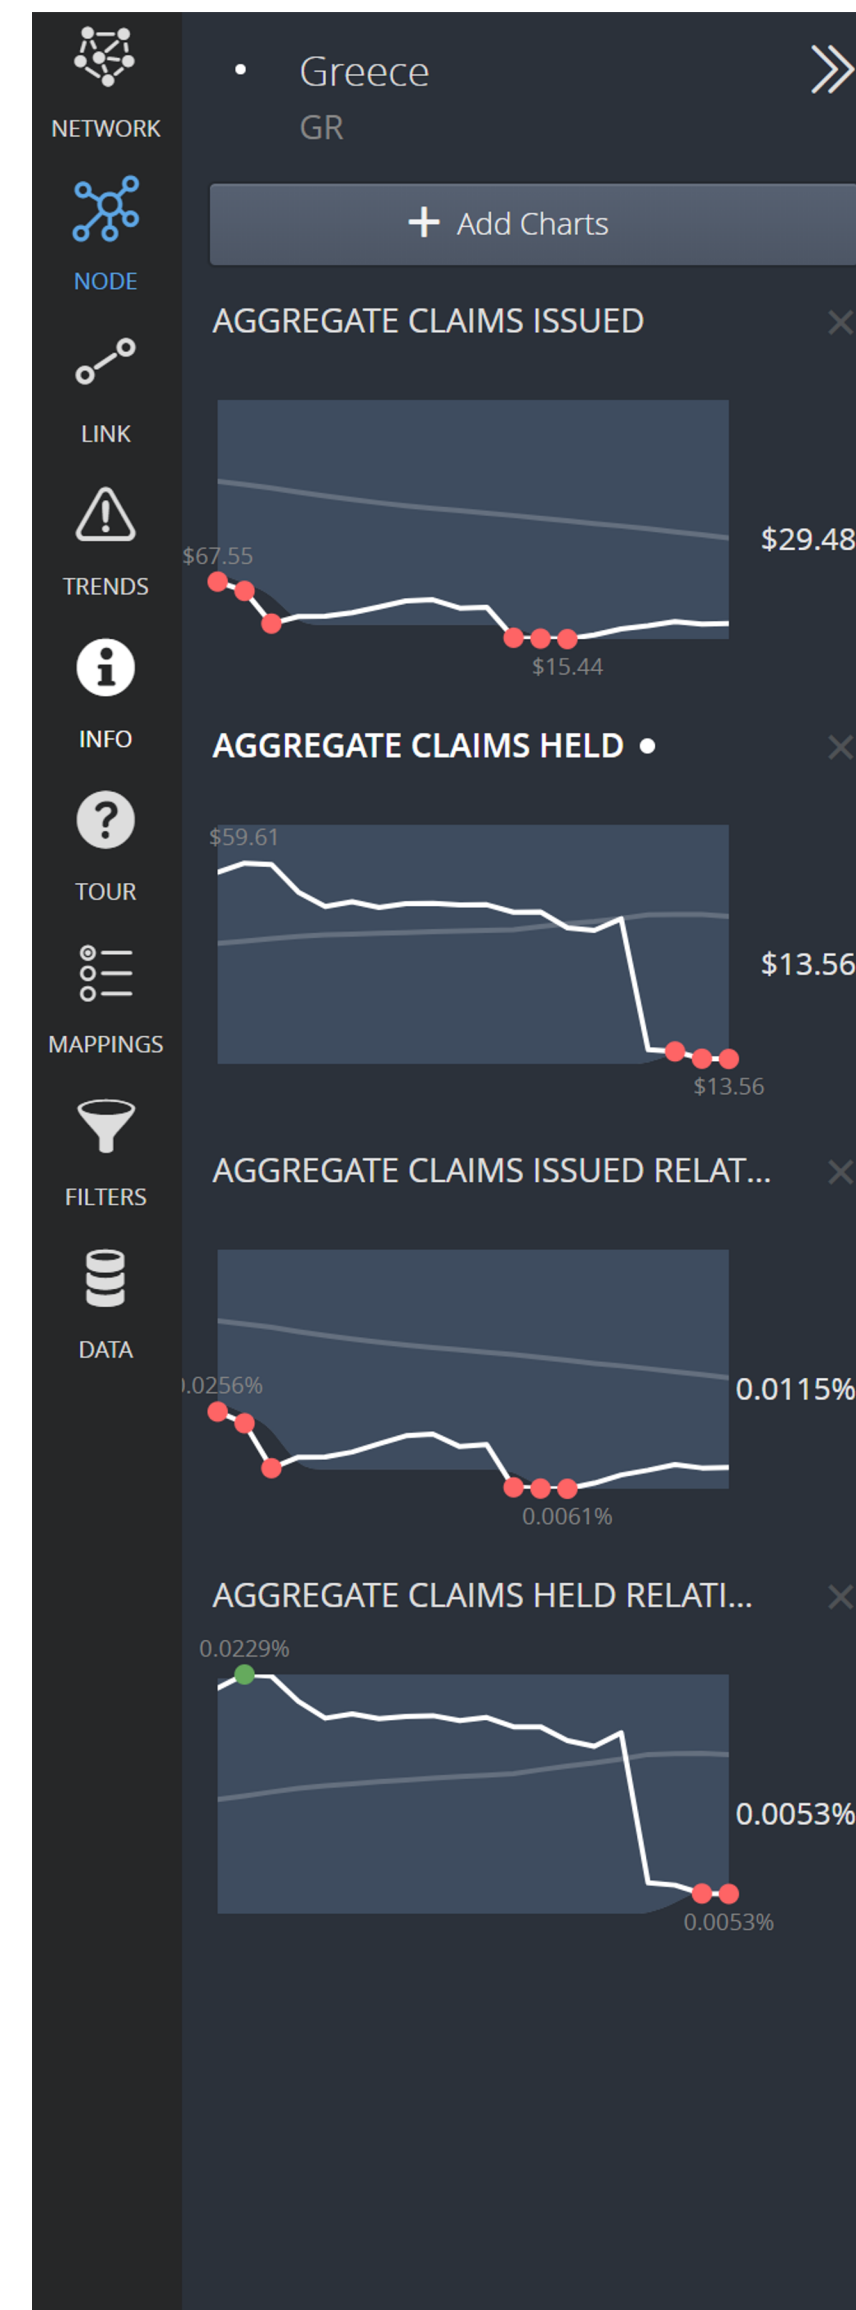 Greece
GR
+ Add Charts
NETWORK
NODE
LINK
TRENDS
INFO
TOUR
MAPPINGS
FILTERS
DATA
AGGREGATE CLAIMS ISSUED
$67.55
$29.48
$15.44
AGGREGATE CLAIMS HELD
$59.61
$13.56
$13.56
AGGREGATE CLAIMS ISSUED RELAT...
.0256%
0.0115%
0.0061%
AGGREGATE CLAIMS HELD RELATI...
0.0229%
0.0053%
0.0053%